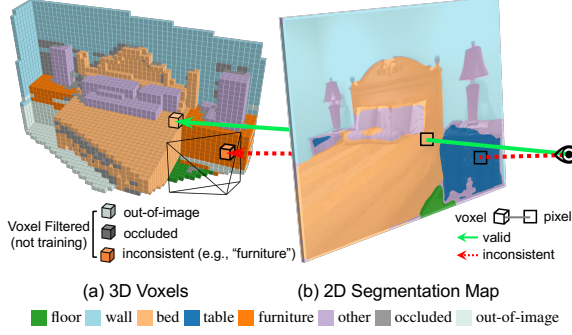 Voxel Filtered
(not training)
out-of-image
occluded
inconsistent (e.g., "furniture")
voxel
pixel
valid
inconsistent
(a) 3D Voxels
(b) 2D Segmentation Map
floor wall bed table furniture other occluded out-of-image